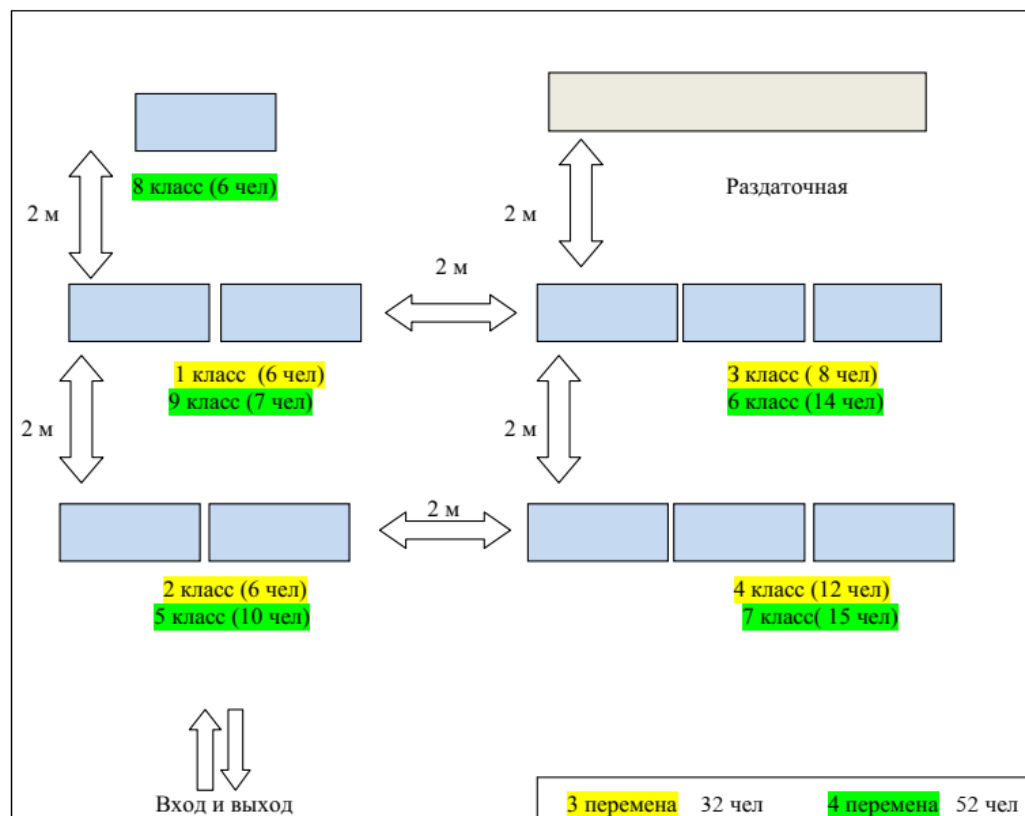 8 класс (6 чел)
Раздаточная
2 м
2 м
2 м
1 класс (6 чел)
9 класс (7 чел)
3 класс ( 8 чел)
6 класс (14 чел)
2 м
2 м
2 м
2 класс (6 чел)
5 класс (10 чел)
4 класс (12 чел)
7 класс( 15 чел)
Вход и выход
3 перемена 32 чел 4 перемена 52 чел